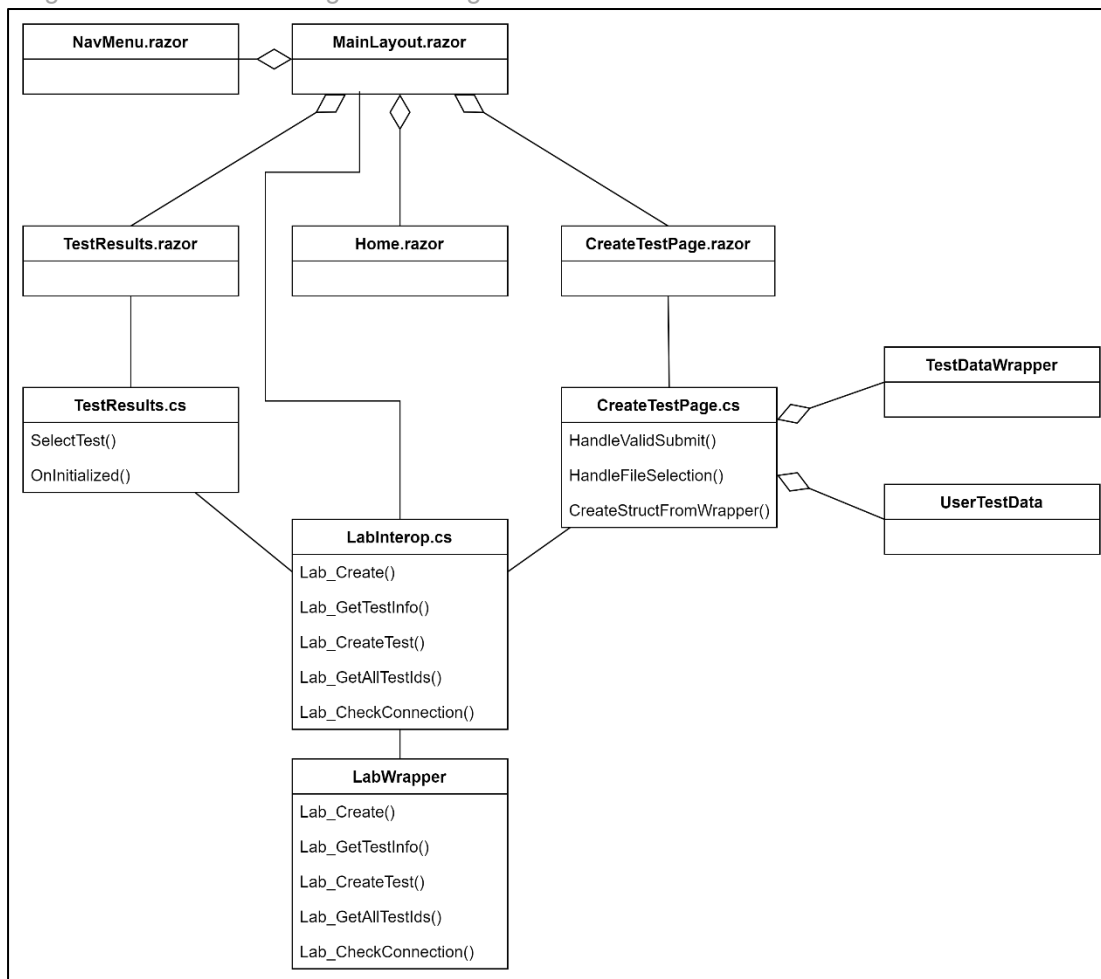 NavMenu.razor
MainLayout.razor
TestResults.razor
Home.razor
CreateTestPage.razor
TestDataWrapper
TestResults.cs
SelectTest()
OnInitialized()
CreateTestPage.cs
HandleValidSubmit()
HandleFileSelection()
CreateStructFromWrapper()
UserTestData
LabInterop.cs
Lab_Create()
Lab_GetTestInfo()
Lab_CreateTest()
Lab_GetAllTestIds()
Lab_CheckConnection()
LabWrapper
Lab_Create()
Lab_GetTestInfo()
Lab_CreateTest()
Lab_GetAllTestIds()
Lab_CheckConnection()